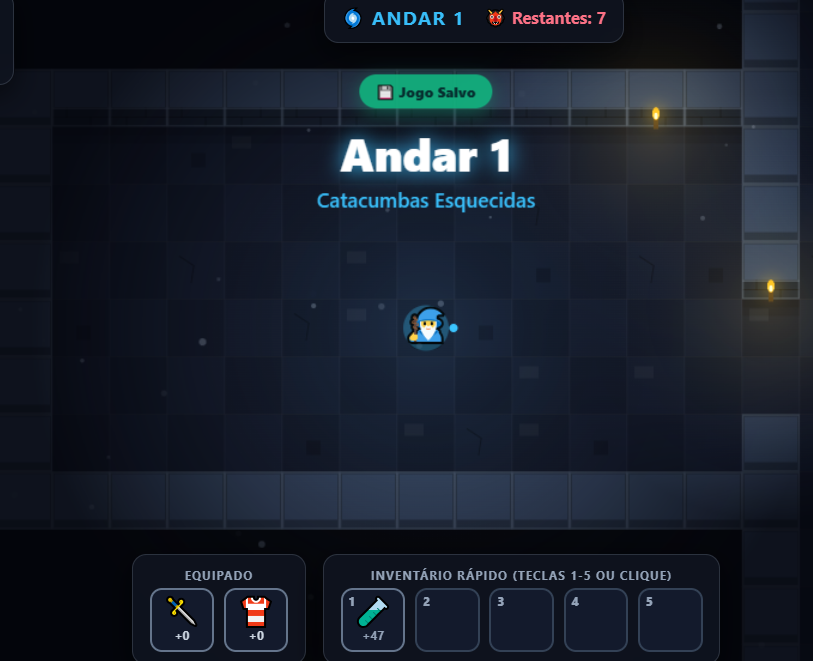 ANDAR 1 Restantes: 7
Jogo Salvo
Andar 1
Catacumbas Esquecidas
EQUIPADO
+0 +0
INVENTÁRIO RÁPIDO (TECLAS 1-5 OU CLIQUE)
1 2 3 4 5
+47